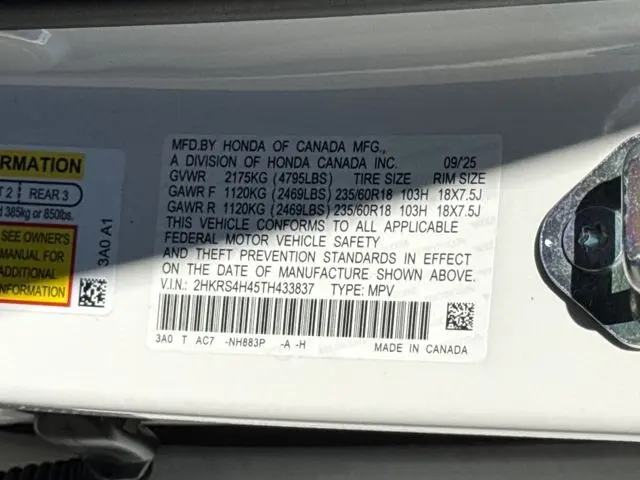 RMATION
T 2 | REAR 3
d 385kg or 850lbs.
SEE OWNER'S
MANUAL FOR
ADDITIONAL
INFORMATION
3A0 A1
MFD.BY HONDA OF CANADA MFG.,
A DIVISION OF HONDA CANADA INC. 09/25
GVWR 2175KG (4795LBS) TIRE SIZE RIM SIZE
GAWR F 1120KG (2469LBS) 235/60R18 103H 18X7.5J
GAWR R 1120KG (2469LBS) 235/60R18 103H 18X7.5J
THIS VEHICLE CONFORMS TO ALL APPLICABLE
FEDERAL MOTOR VEHICLE SAFETY
AND THEFT PREVENTION STANDARDS IN EFFECT
ON THE DATE OF MANUFACTURE SHOWN ABOVE.
V.I.N.: 2HKRS4H45TH433837 TYPE: MPV
3A0 T AC7 -NH883P -A -H MADE IN CANADA